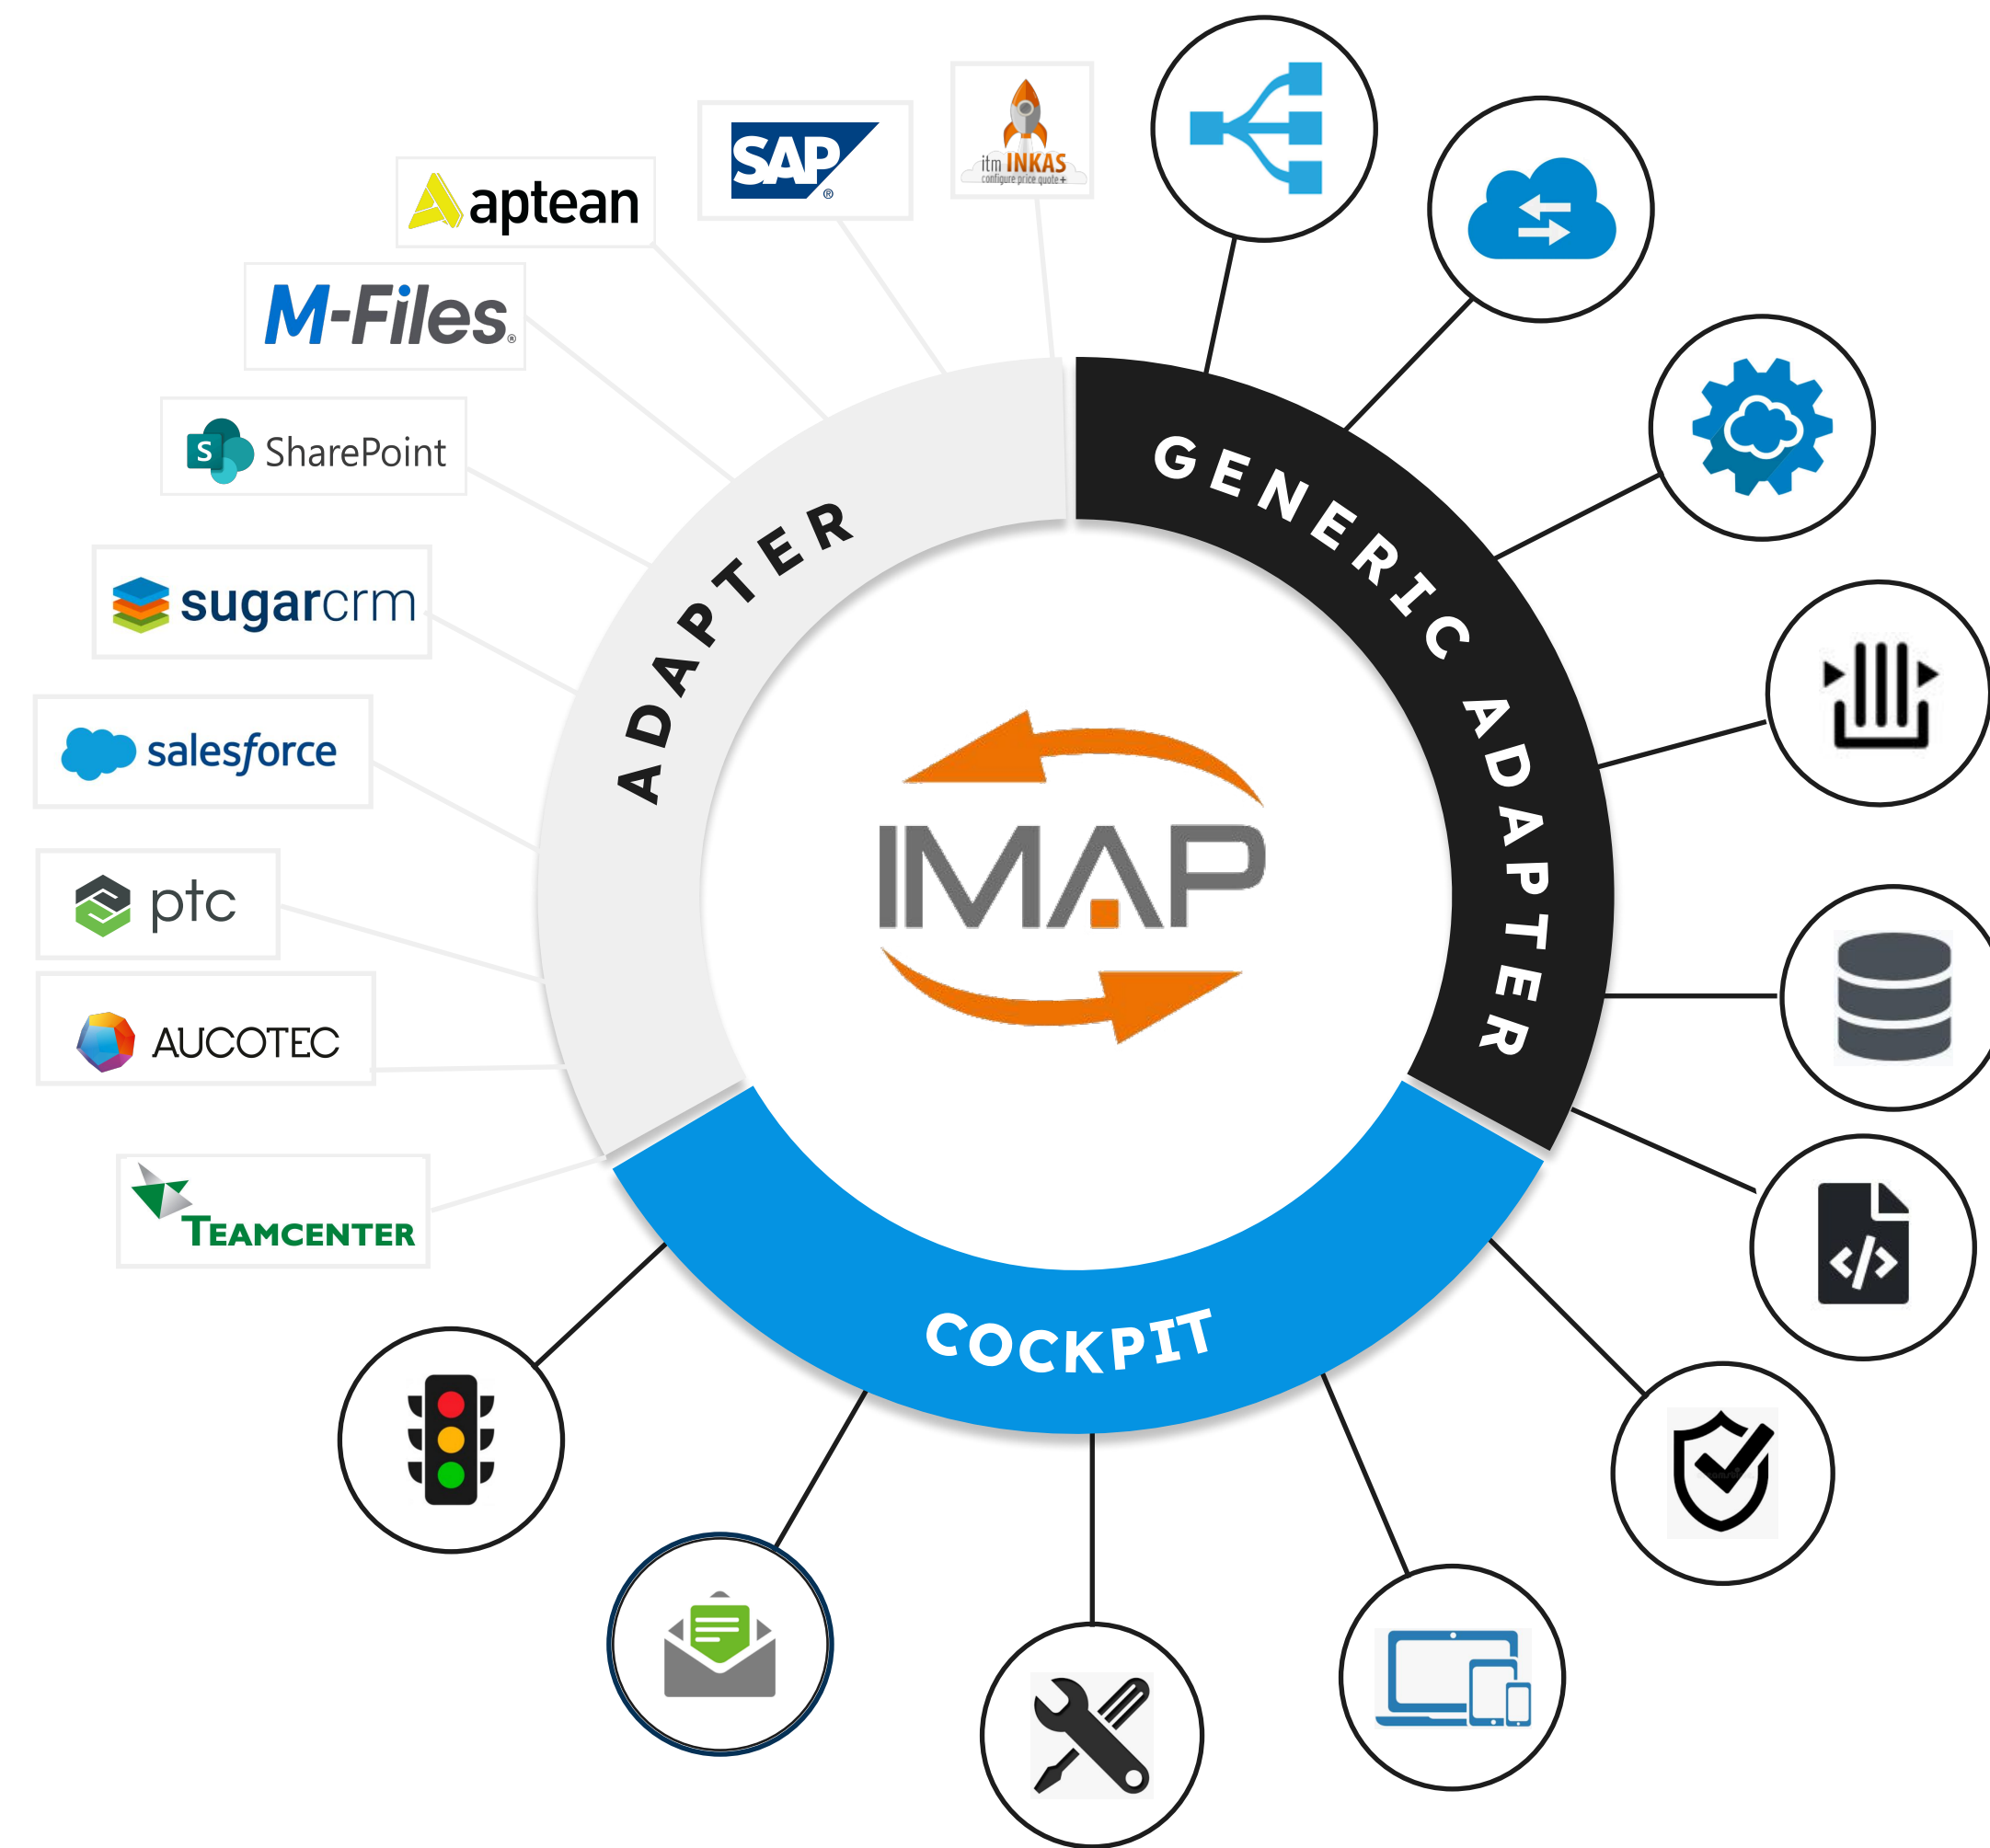 itm INKAS
configure price quote+
SAP
®
aptean
M-Files®
S SharePoint
sugarcrm
salesforce
ptc
AUCOTEC
TEAMCENTER
ADAPTER
GENERIC ADAPTER
IMAP
COCKPIT